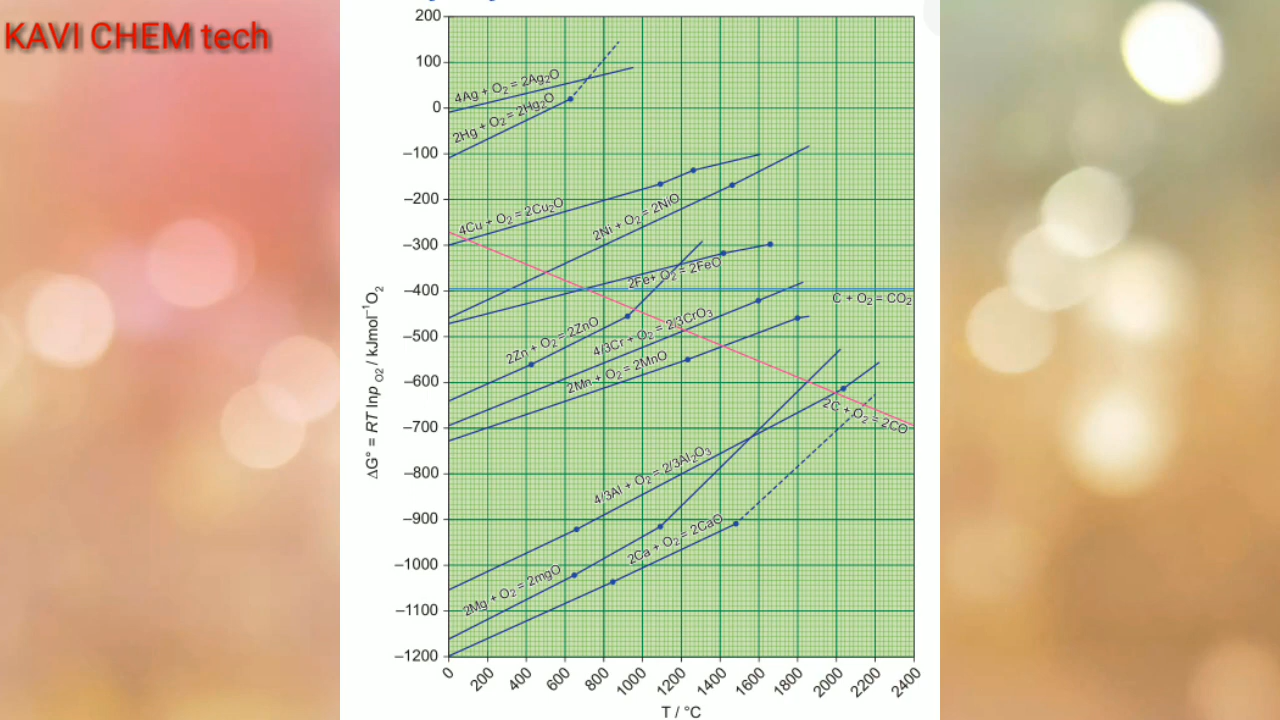 KAVI CHEM tech
200
100
0
–100
–200
–300
–400
–500
–600
–700
–800
–900
–1000
–1100
–1200
ΔG° = RT lnp O2 / kJmol⁻¹O₂
4Ag + O₂ = 2Ag₂O
2Hg + O₂ = 2Hg₂O
4Cu + O₂ = 2Cu₂O
2Ni + O₂ = 2NiO
2Fe+ O₂ = 2FeO
C + O₂ = CO₂
2Zn + O₂ = 2ZnO
4/3Cr + O₂ = 2/3CrO₃
2Mn + O₂ = 2MnO
2C + O₂ = 2CO
4/3Al + O₂ = 2/3Al₂O₃
2Ca + O₂ = 2CaO
2Mg + O₂ = 2mgO
0 200 400 600 800 1000 1200 1400 1600 1800 2000 2200 2400
T / °C